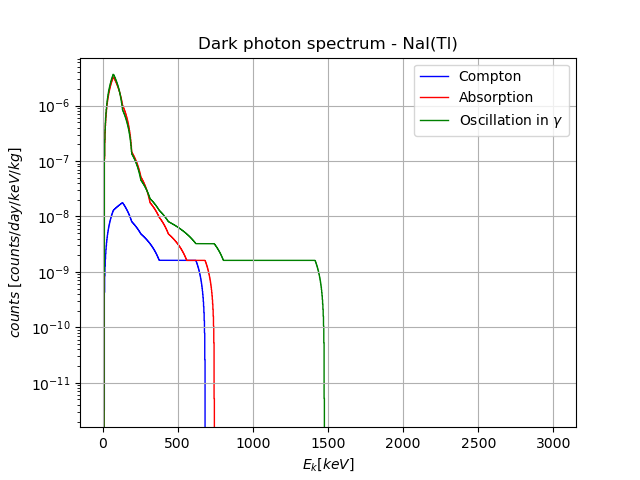 Dark photon spectrum - NaI(Tl)
Compton
Absorption
Oscillation in γ
10⁻⁶
10⁻⁷
10⁻⁸
10⁻⁹
10⁻¹⁰
10⁻¹¹
counts [counts/day/keV/kg]
0 500 1000 1500 2000 2500 3000
E_k[keV]